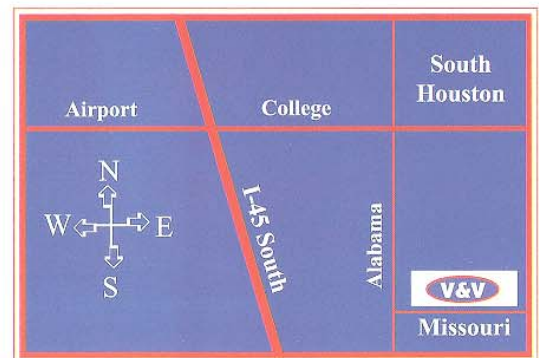 South
Houston
Airport
College
N
W
E
S
I-45 South
Alabama
V&V
Missouri